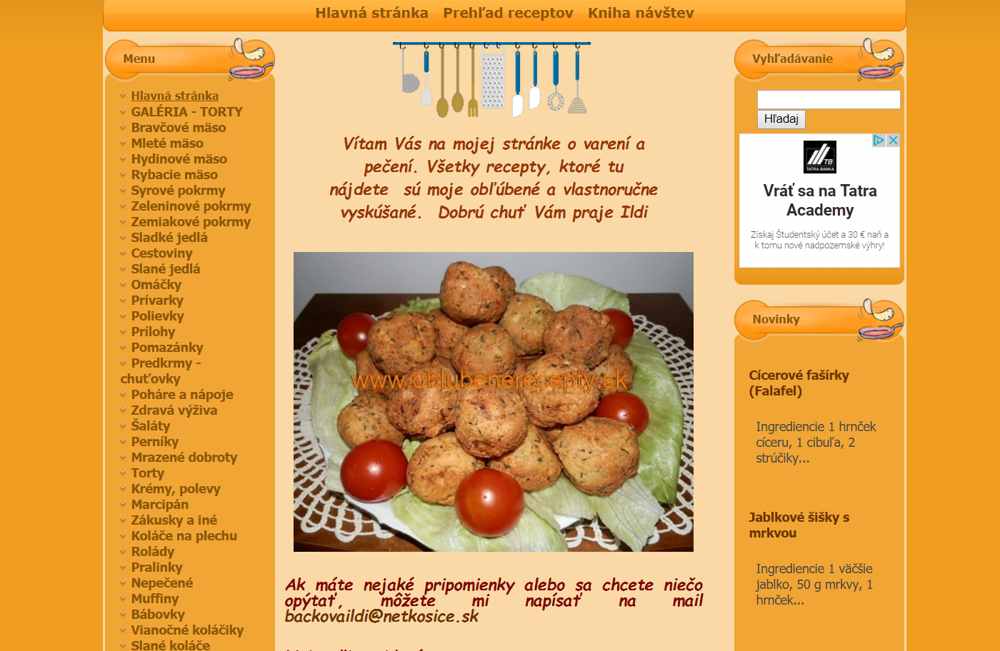 Hlavná stránka Prehľad receptov Kniha návštev
Menu
Hlavná stránka
GALÉRIA - TORTY
Bravčové mäso
Mleté mäso
Hydinové mäso
Rybacie mäso
Syrové pokrmy
Zeleninové pokrmy
Zemiakové pokrmy
Sladké jedlá
Cestoviny
Slané jedlá
Omáčky
Prívarky
Polievky
Prílohy
Pomazánky
Predkrmy -
chuťovky
Poháre a nápoje
Zdravá výživa
Šaláty
Perníky
Mrazené dobroty
Torty
Krémy, polevy
Marcipán
Zákusky a iné
Koláče na plechu
Rolády
Pralinky
Nepečené
Muffiny
Bábovky
Vianočné koláčiky
Slané koláče
Vítam Vás na mojej stránke o varení a
pečení. Všetky recepty, ktoré tu
nájdete sú moje obľúbené a vlastnoručne
vyskúšané. Dobrú chuť Vám praje Ildi
www.oblubenerecepty.sk
Ak máte nejaké pripomienky alebo sa chcete niečo
opýtať, môžete mi napísať na mail
backovaildi@netkosice.sk
Vyhľadávanie
Hľadaj
TB
TATRA BANKA
Vráť sa na Tatra
Academy
Získaj Študentský účet a 30 € naň a
k tomu nové nadpozemské výhry!
Novinky
Cícerové fašírky
(Falafel)
Ingrediencie 1 hrnček
cíceru, 1 cibuľa, 2
strúčiky...
Jablkové šišky s
mrkvou
Ingrediencie 1 väčšie
jablko, 50 g mrkvy, 1
hrnček...